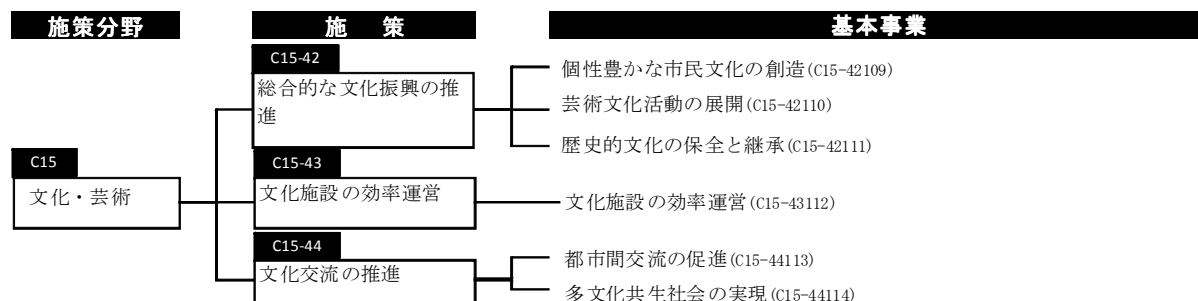 施策分野 施 策 基本事業
C15-42
総合的な文化振興の推
進
個性豊かな市民文化の創造(C15-42109)
芸術文化活動の展開(C15-42110)
歴史的文化の保全と継承(C15-42111)
C15
文化・芸術
C15-43
文化施設の効率運営
文化施設の効率運営(C15-43112)
C15-44
文化交流の推進
都市間交流の促進(C15-44113)
多文化共生社会の実現(C15-44114)